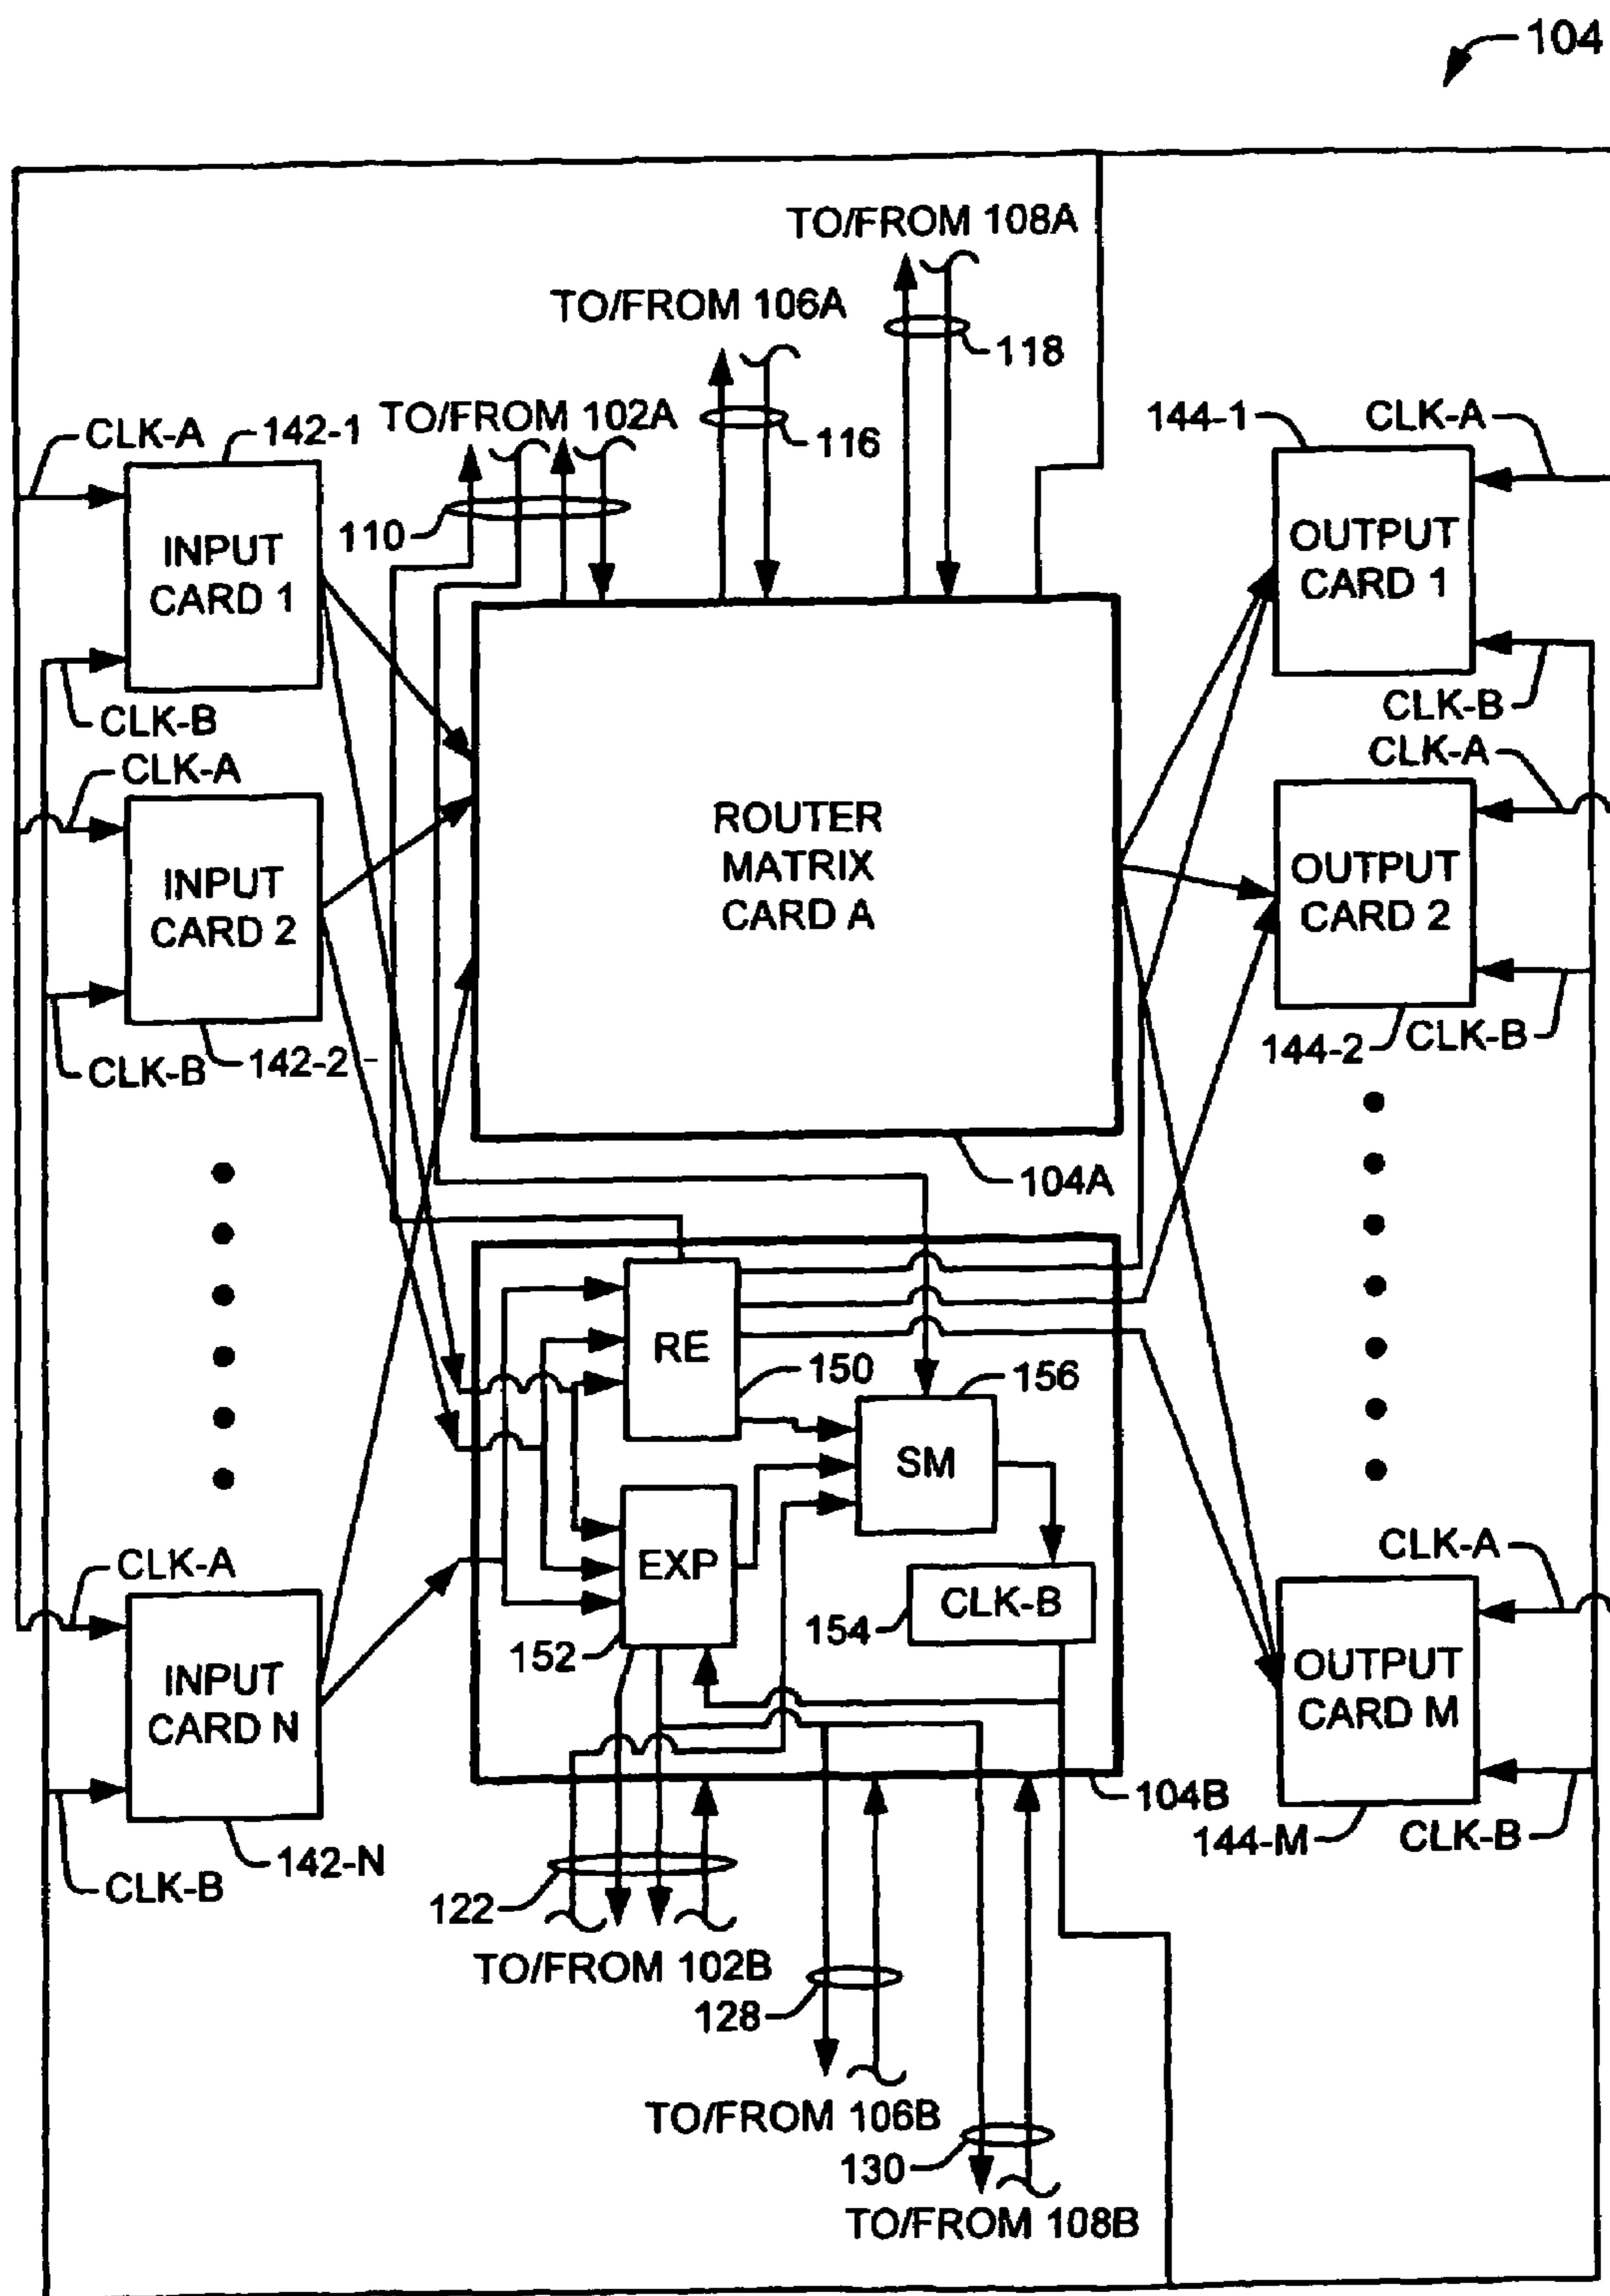 104
TO/FROM 108A
TO/FROM 106A
118
TO/FROM 102A
116
CLK-A
142-1
110
INPUT
CARD 1
CLK-B
144-1
CLK-A
OUTPUT
CARD 1
CLK-B
CLK-A
INPUT
CARD 2
CLK-B
142-2
ROUTER
MATRIX
CARD A
104A
CLK-A
OUTPUT
CARD 2
144-2
CLK-B
RE
150
156
SM
EXP
152
154
CLK-B
104B
CLK-A
INPUT
CARD N
142-N
CLK-B
CLK-A
OUTPUT
CARD M
144-M
CLK-B
122
TO/FROM 102B
128
TO/FROM 106B
130
TO/FROM 108B